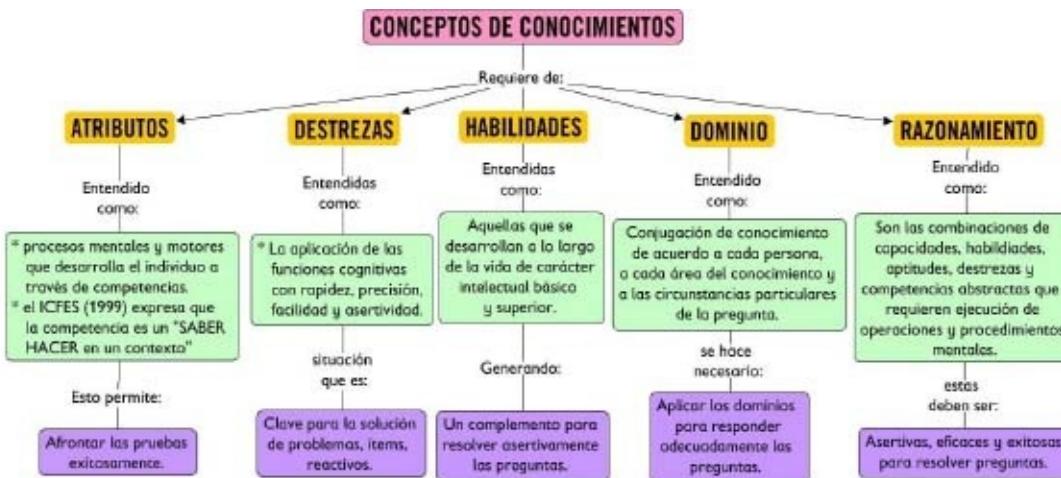 CONCEPTOS DE CONOCIMIENTOS
Requiere de:
ATRIBUTOS
Entendido
como:
* procesos mentales y motores
que desarrolla el individuo a
través de competencias.
* el ICFES (1999) expresa que
la competencia es un "SABER
HACER en un contexto"
Esto permite:
Afrontar las pruebas
exitosamente.
DESTREZAS
Entendidas
como:
* La aplicación de las
funciones cognitivas
con rapidez, precisión,
facilidad y asertividad.
situación
que es:
Clave para la solución
de problemas, ítems,
reactivos.
HABILIDADES
Entendidas
como:
Aquellas que se
desarrollan a lo largo
de la vida de carácter
intelectual básico
y superior.
Generando:
Un complemento para
resolver asertivamente
las preguntas.
DOMINIO
Entendido
como:
Conjugación de conocimiento
de acuerdo a cada persona,
a cada área del conocimiento y
a las circunstancias particulares
de la pregunta.
se hace
necesario:
Aplicar los dominios
para responder
adecuadamente las
preguntas.
RAZONAMIENTO
Entendido
como:
Son las combinaciones de
capacidades, habilidiades,
aptitudes, destrezas y
competencias abstractas que
requieren ejecución de
operaciones y procedimientos
mentales.
estas
deben ser:
Asertivas, eficaces y exitosas
para resolver preguntas.